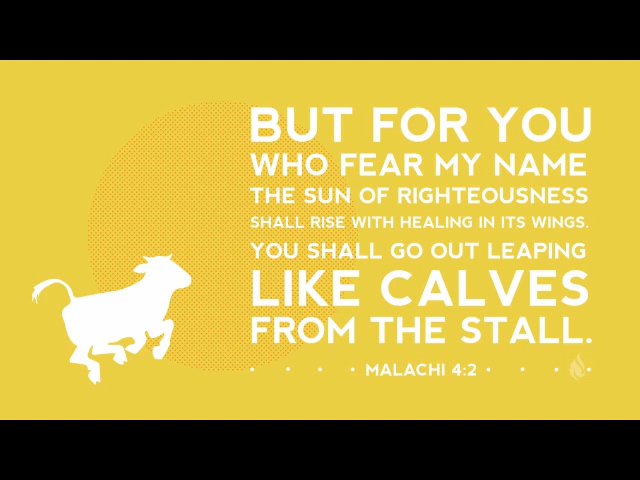 BUT FOR YOU
WHO FEAR MY NAME
THE SUN OF RIGHTEOUSNESS
SHALL RISE WITH HEALING IN ITS WINGS.
YOU SHALL GO OUT LEAPING
LIKE CALVES
FROM THE STALL.
MALACHI 4:2